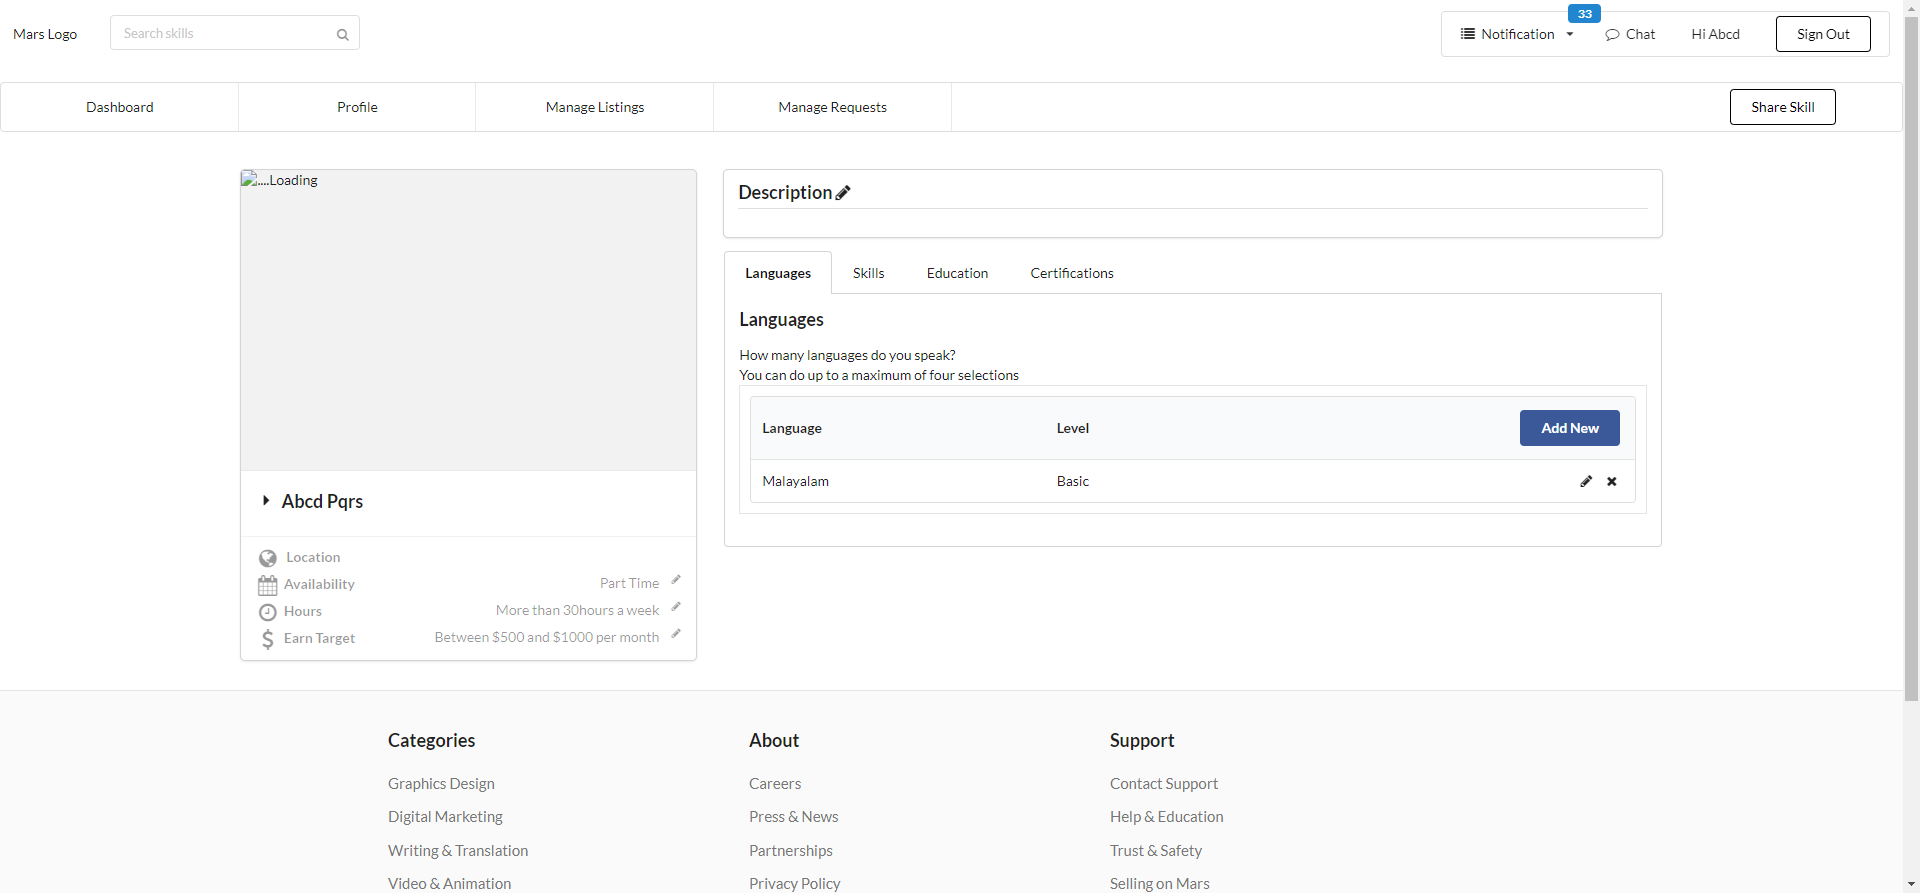 Mars Logo
Search skills
33
Notification
Chat
Hi Abcd
Sign Out
Dashboard
Profile
Manage Listings
Manage Requests
Share Skill
....Loading
Abcd Pqrs
Location
Availability
Part Time
Hours
More than 30hours a week
Earn Target
Between $500 and $1000 per month
Description
Languages
Skills
Education
Certifications
Languages
How many languages do you speak?
You can do up to a maximum of four selections
Language
Level
Add New
Malayalam
Basic
Categories
Graphics Design
Digital Marketing
Writing & Translation
Video & Animation
About
Careers
Press & News
Partnerships
Privacy Policy
Support
Contact Support
Help & Education
Trust & Safety
Selling on Mars